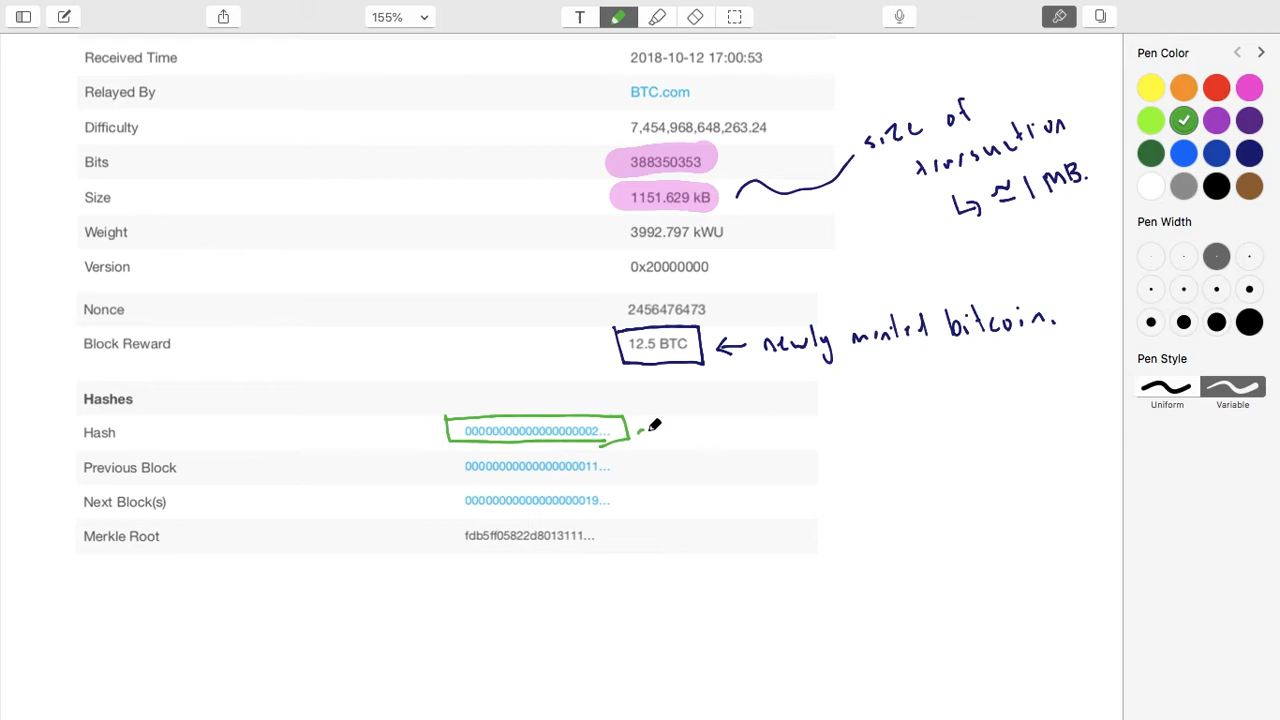 155%
T
Received Time 2018-10-12 17:00:53
Relayed By BTC.com
Difficulty 7,454,968,648,263.24
Bits 388350353
Size 1151.629 kB
size of
transaction
↳ ≃ 1 MB.
Weight 3992.797 kWU
Version 0x20000000
Nonce 2456476473
Block Reward 12.5 BTC ← newly minted bitcoin.
Hashes
Hash 00000000000000000002...
Previous Block 00000000000000000011...
Next Block(s) 00000000000000000019...
Merkle Root fdb5ff05822d8013111...
Pen Color
Pen Width
Pen Style
Uniform Variable